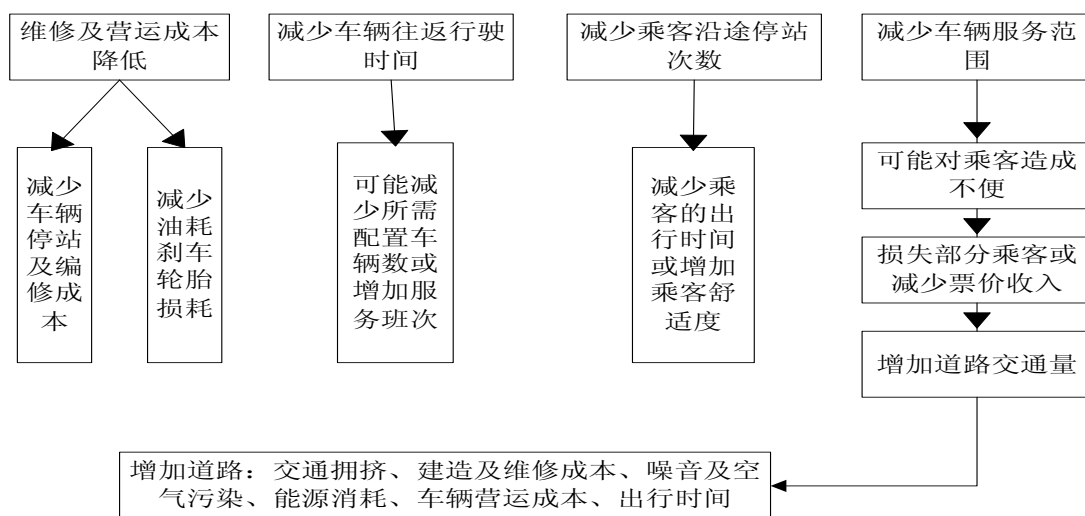 维修及营运成本
降低
减少车辆往返行驶
时间
减少乘客沿途停站
次数
减少车辆服务范
围
减少
车辆
停站
及编
修成
本
减少
油耗
刹车
轮胎
损耗
可能减
少所需
配置车
辆数或
增加服
务班次
减少乘
客的出
行时间
或增加
乘客舒
适度
可能对乘客造成
不便
损失部分乘客或
减少票价收入
增加道路交通量
增加道路：交通拥挤、建造及维修成本、噪音及空
气污染、能源消耗、车辆营运成本、出行时间